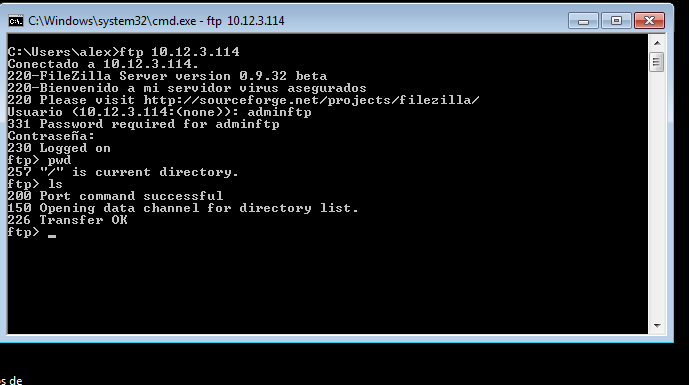 C:\Windows\system32\cmd.exe - ftp 10.12.3.114
C:\Users\alex>ftp 10.12.3.114
Conectado a 10.12.3.114.
220-FileZilla Server version 0.9.32 beta
220-Bienvenido a mi servidor virus asegurados
220 Please visit http://sourceforge.net/projects/filezilla/
Usuario (10.12.3.114:(none)): adminftp
331 Password required for adminftp
Contraseña:
230 Logged on
ftp> pwd
257 "/" is current directory.
ftp> ls
200 Port command successful
150 Opening data channel for directory list.
226 Transfer OK
ftp> _
s de